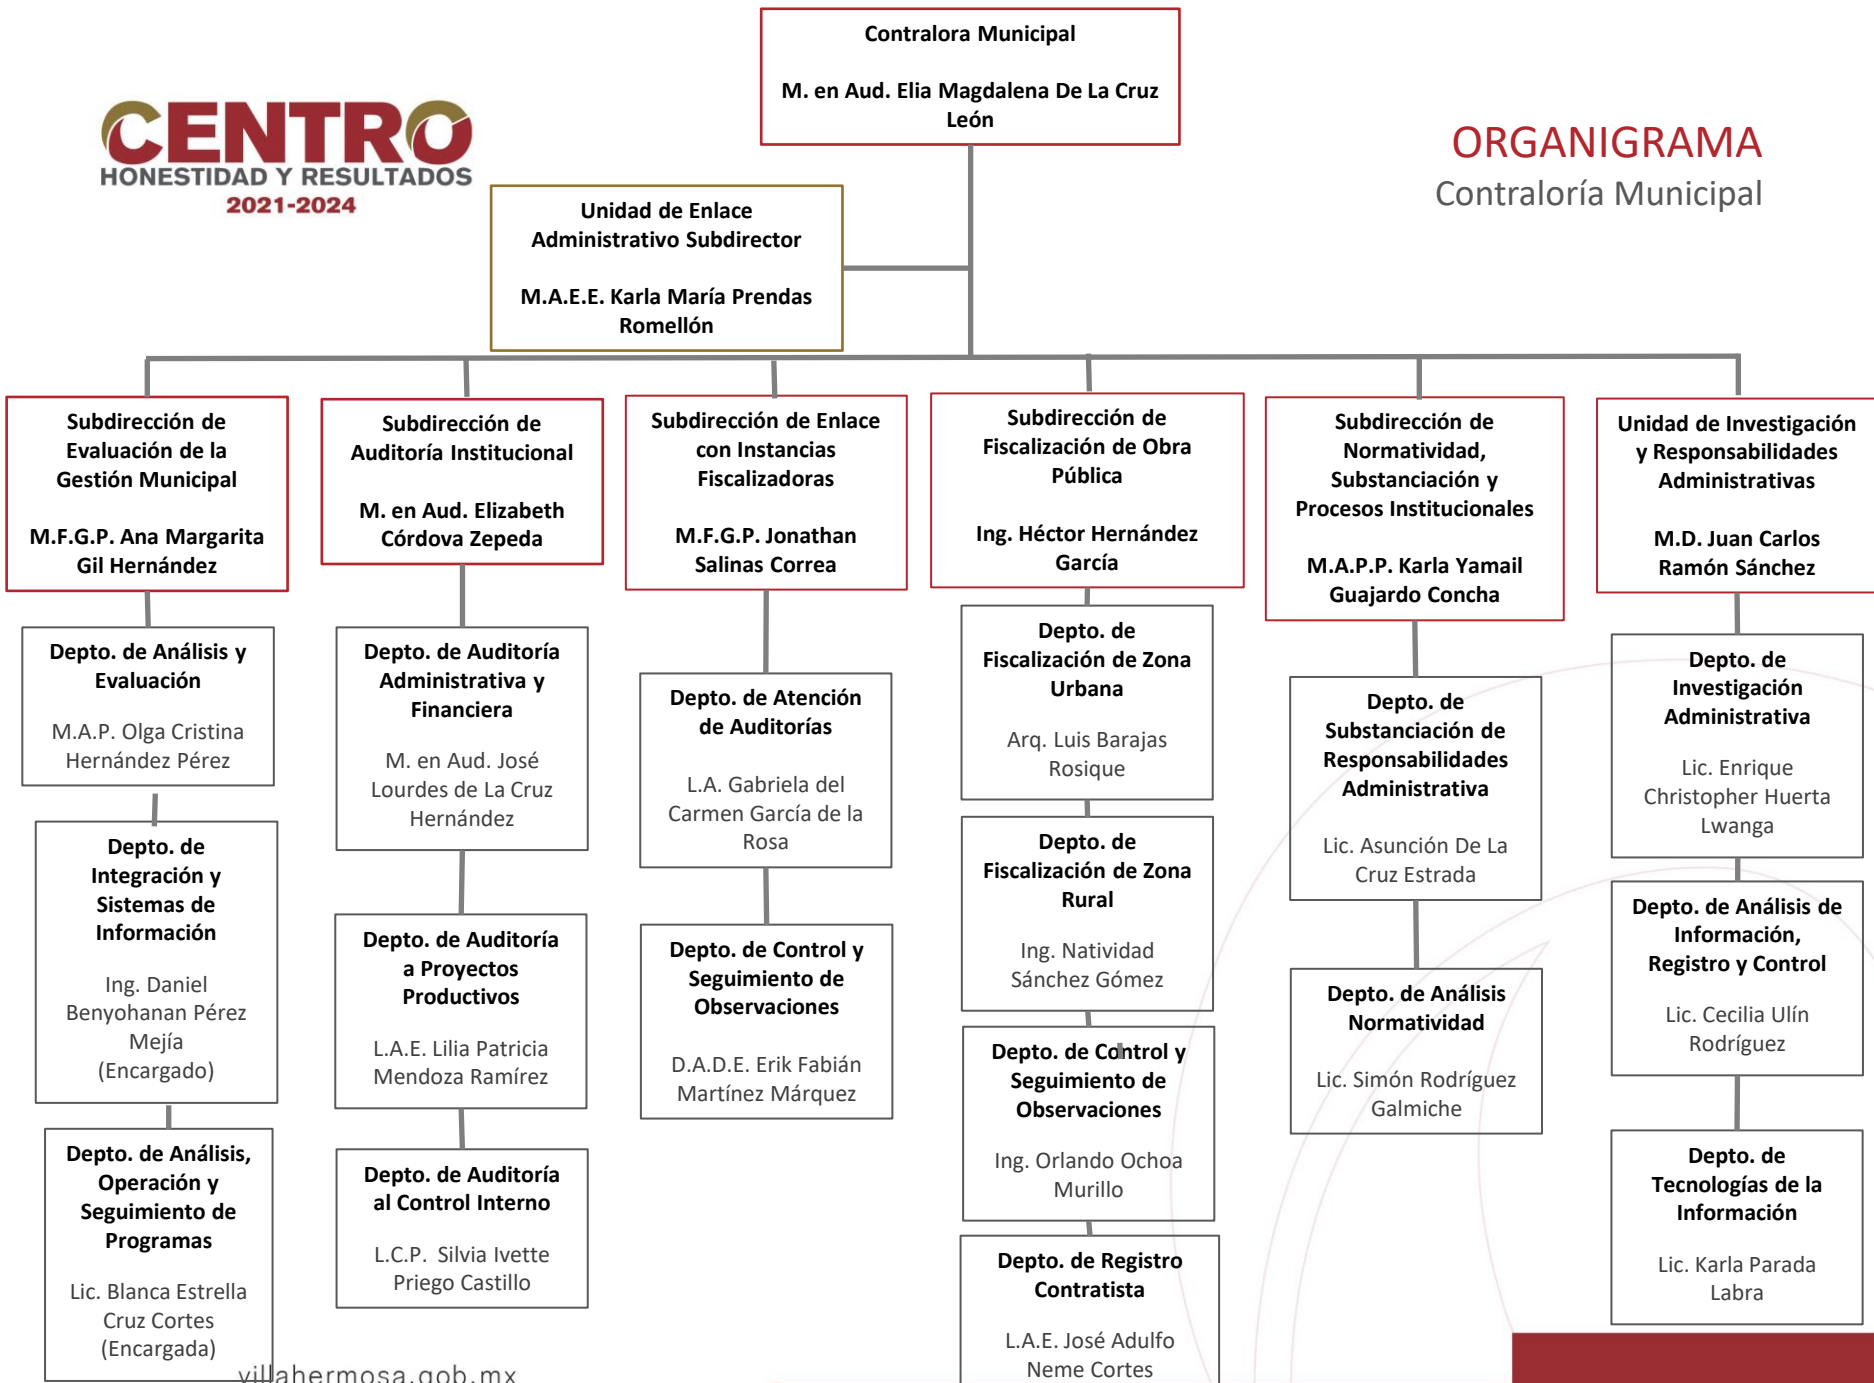 Contralora Municipal
M. en Aud. Elia Magdalena De La Cruz
León
CENTRO
HONESTIDAD Y RESULTADOS
2021-2024
ORGANIGRAMA
Contraloría Municipal
Unidad de Enlace
Administrativo Subdirector
M.A.E.E. Karla María Prendas
Romellón
Subdirección de
Evaluación de la
Gestión Municipal
M.F.G.P. Ana Margarita
Gil Hernández
Depto. de Análisis y
Evaluación
M.A.P. Olga Cristina
Hernández Pérez
Depto. de
Integración y
Sistemas de
Información
Ing. Daniel
Benyohanan Pérez
Mejía
(Encargado)
Depto. de Análisis,
Operación y
Seguimiento de
Programas
Lic. Blanca Estrella
Cruz Cortes
(Encargada)
Subdirección de
Auditoría Institucional
M. en Aud. Elizabeth
Córdova Zepeda
Depto. de Auditoría
Administrativa y
Financiera
M. en Aud. José
Lourdes de La Cruz
Hernández
Depto. de Auditoría
a Proyectos
Productivos
L.A.E. Lilia Patricia
Mendoza Ramírez
Depto. de Auditoría
al Control Interno
L.C.P. Silvia Ivette
Priego Castillo
Subdirección de Enlace
con Instancias
Fiscalizadoras
M.F.G.P. Jonathan
Salinas Correa
Depto. de Atención
de Auditorías
L.A. Gabriela del
Carmen García de la
Rosa
Depto. de Control y
Seguimiento de
Observaciones
D.A.D.E. Erik Fabián
Martínez Márquez
Subdirección de
Fiscalización de Obra
Pública
Ing. Héctor Hernández
García
Depto. de
Fiscalización de Zona
Urbana
Arq. Luis Barajas
Rosique
Depto. de
Fiscalización de Zona
Rural
Ing. Natividad
Sánchez Gómez
Depto. de Control y
Seguimiento de
Observaciones
Ing. Orlando Ochoa
Murillo
Depto. de Registro
Contratista
L.A.E. José Adulfo
Neme Cortes
Subdirección de
Normatividad,
Substanciación y
Procesos Institucionales
M.A.P.P. Karla Yamail
Guajardo Concha
Depto. de
Substanciación de
Responsabilidades
Administrativa
Lic. Asunción De La
Cruz Estrada
Depto. de Análisis
Normatividad
Lic. Simón Rodríguez
Galmiche
Unidad de Investigación
y Responsabilidades
Administrativas
M.D. Juan Carlos
Ramón Sánchez
Depto. de
Investigación
Administrativa
Lic. Enrique
Christopher Huerta
Lwanga
Depto. de Análisis de
Información,
Registro y Control
Lic. Cecilia Ulín
Rodríguez
Depto. de
Tecnologías de la
Información
Lic. Karla Parada
Labra
villahermosa.gob.mx